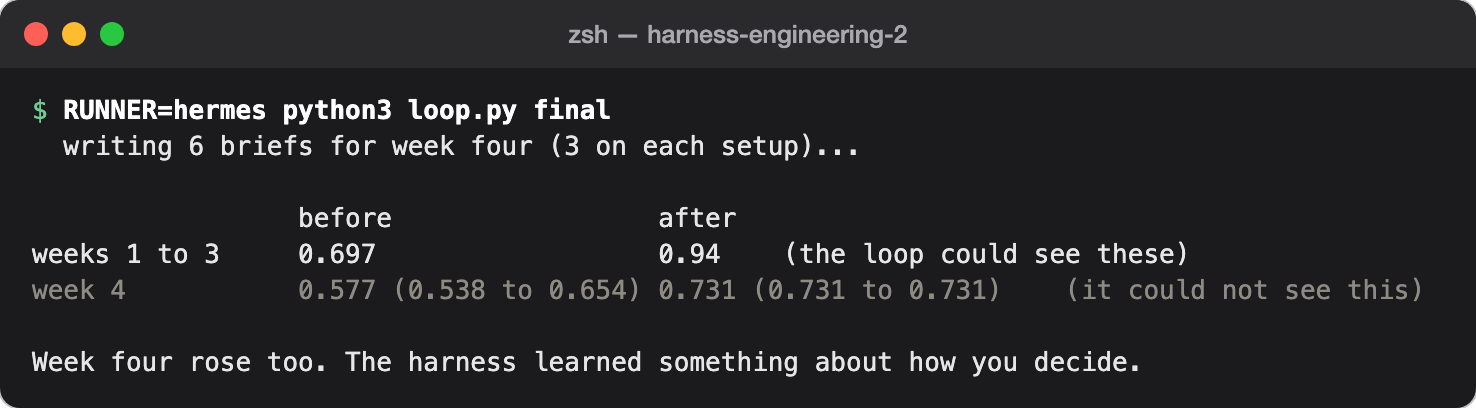 zsh — harness-engineering-2
$ RUNNER=hermes python3 loop.py final
writing 6 briefs for week four (3 on each setup)...
before after
weeks 1 to 3 0.697 0.94 (the loop could see these)
week 4 0.577 (0.538 to 0.654) 0.731 (0.731 to 0.731) (it could not see this)
Week four rose too. The harness learned something about how you decide.